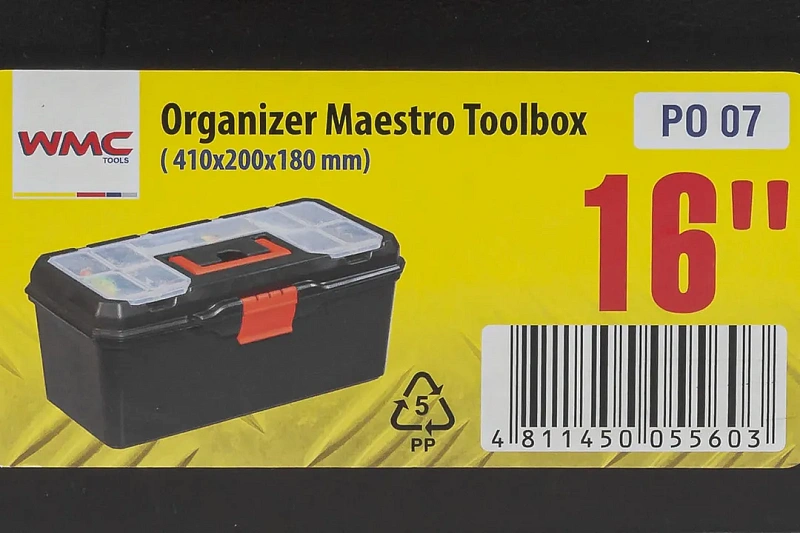 WMC
TOOLS
Organizer Maestro Toolbox
( 410x200x180 mm)
PO 07
16"
5
PP
4 811450 055603